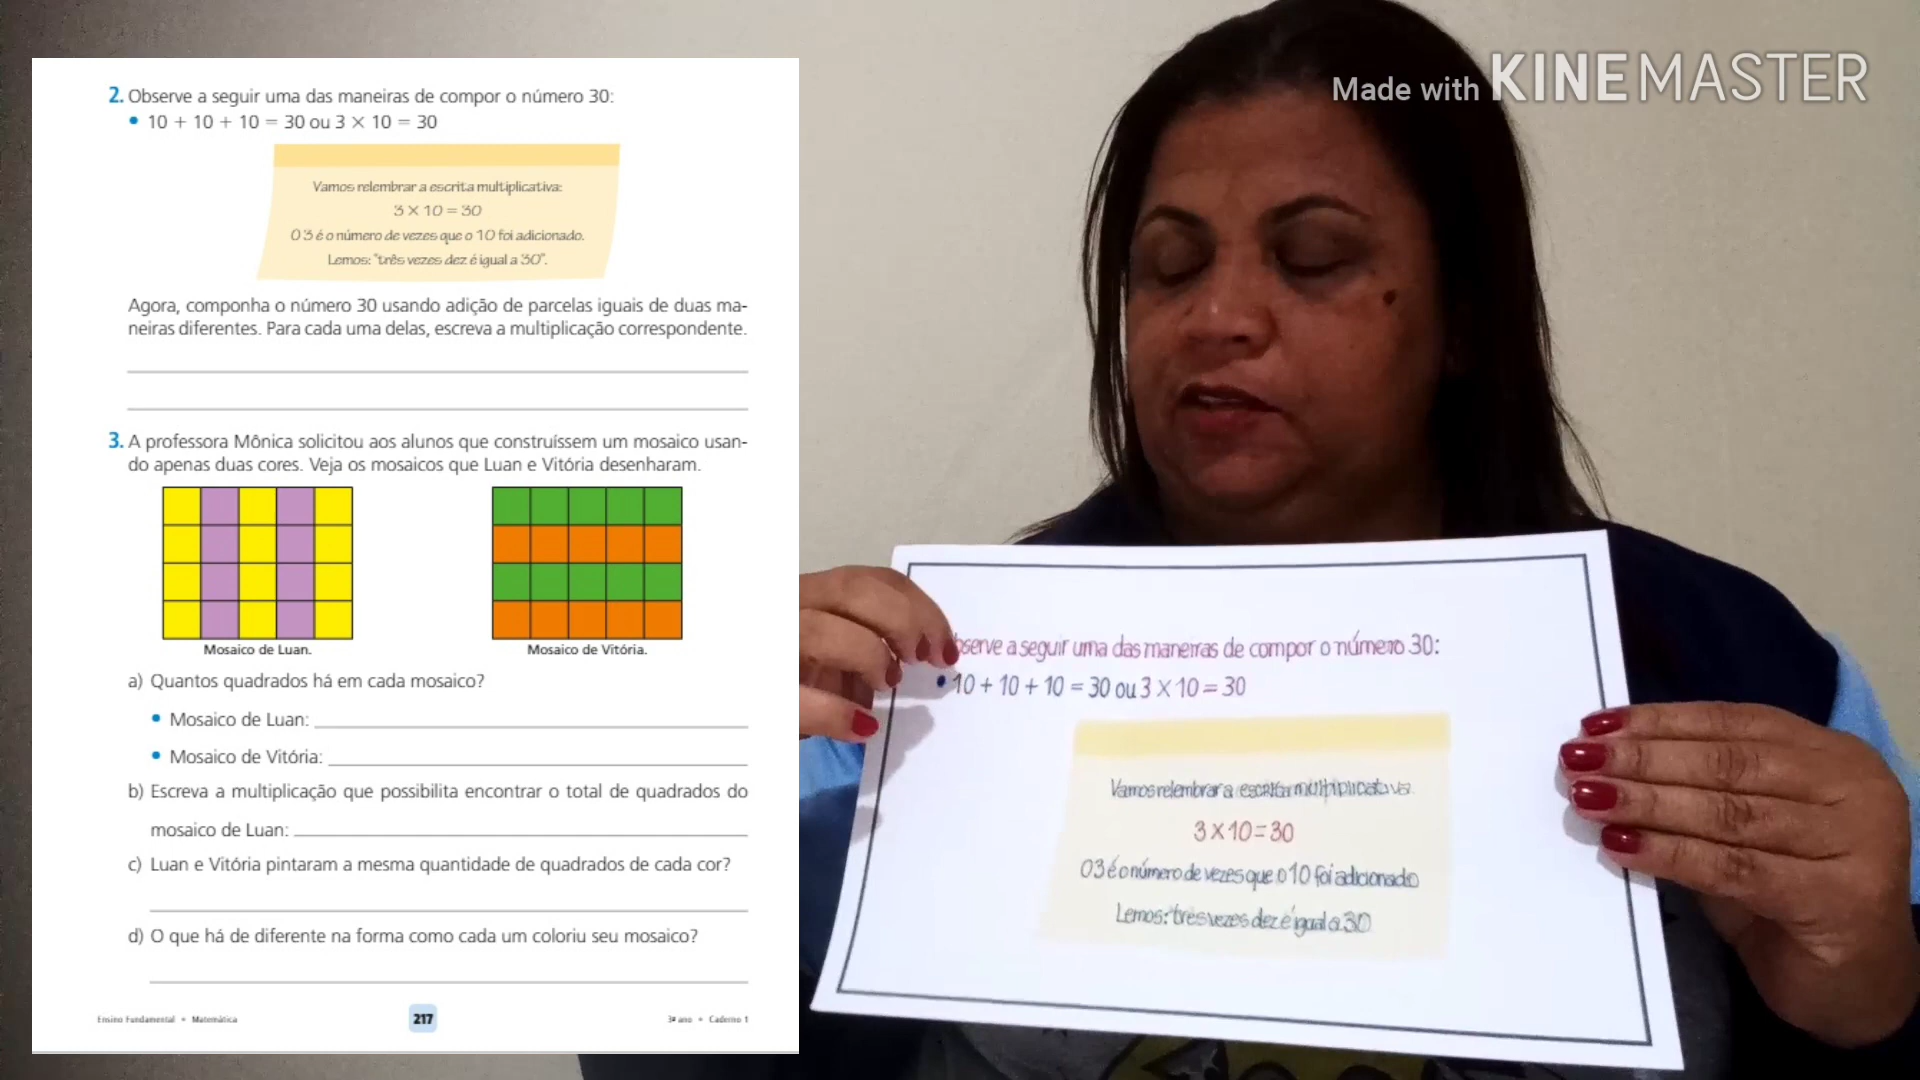 2. Observe a seguir uma das maneiras de compor o número 30:
• 10 + 10 + 10 = 30 ou 3 × 10 = 30
Vamos relembrar a escrita multiplicativa:
3 × 10 = 30
O 3 é o número de vezes que o 10 foi adicionado.
Lemos: "três vezes dez é igual a 30".
Agora, componha o número 30 usando adição de parcelas iguais de duas ma-
neiras diferentes. Para cada uma delas, escreva a multiplicação correspondente.
3. A professora Mônica solicitou aos alunos que construíssem um mosaico usan-
do apenas duas cores. Veja os mosaicos que Luan e Vitória desenharam.
Mosaico de Luan.
Mosaico de Vitória.
a) Quantos quadrados há em cada mosaico?
• Mosaico de Luan:
• Mosaico de Vitória:
b) Escreva a multiplicação que possibilita encontrar o total de quadrados do
mosaico de Luan:
c) Luan e Vitória pintaram a mesma quantidade de quadrados de cada cor?
d) O que há de diferente na forma como cada um coloriu seu mosaico?
Ensino Fundamental • Matemática
217
3º ano • Caderno 1
Made with KINEMASTER
bserve a seguir uma das maneiras de compor o número 30:
• 10 + 10 + 10 = 30 ou 3 × 10 = 30
Vamos relembrar a escrita multiplicativa
3 × 10 = 30
O 3 é o número de vezes que o 10 foi adicionado
Lemos: três vezes dez é igual a 30